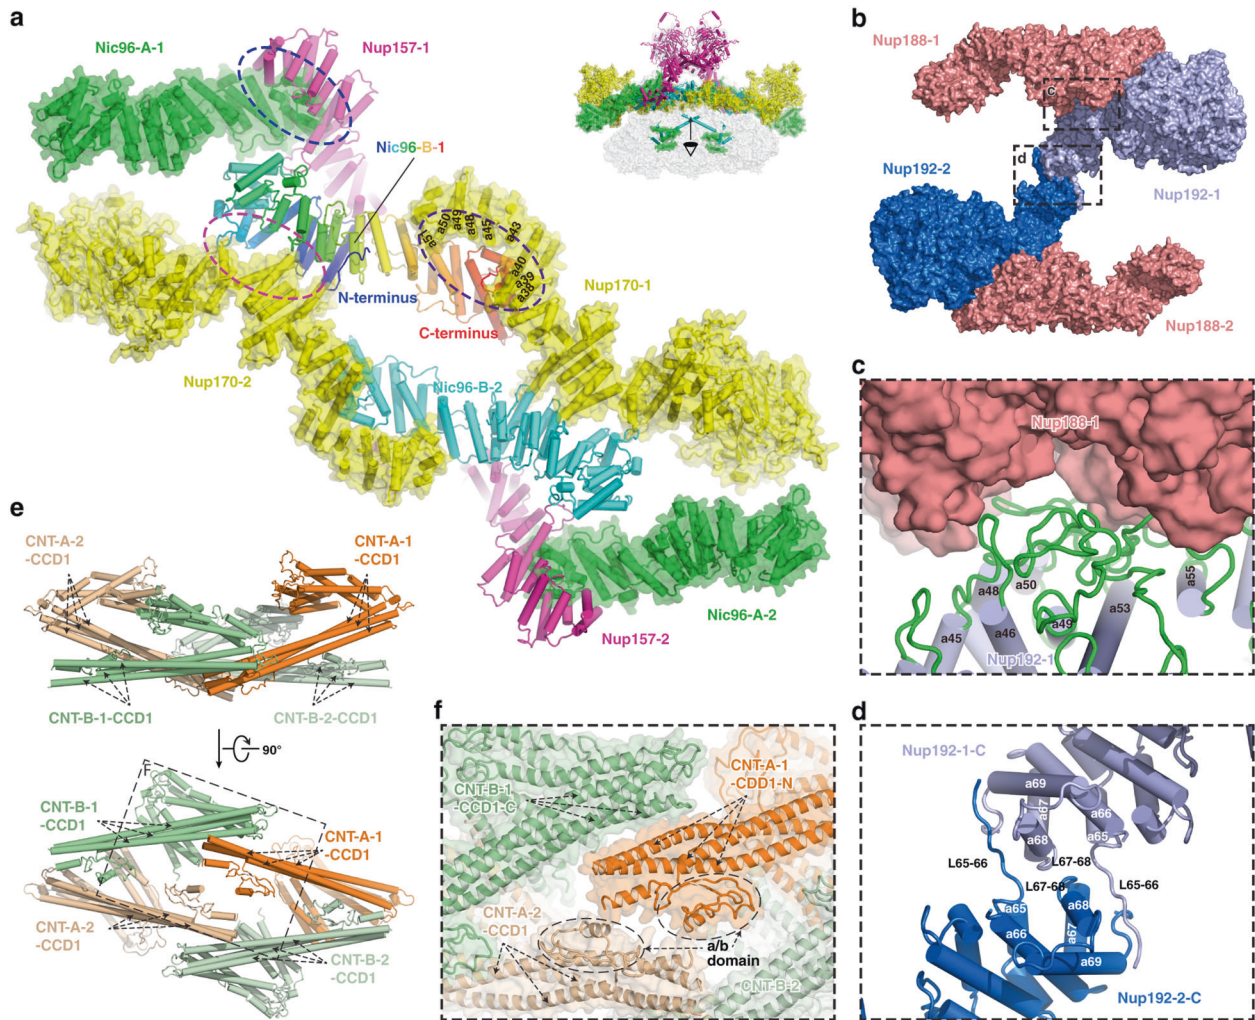 a
Nic96-A-1
Nup157-1
Nic96-B-1
a51
a50
a49
a48
a45
a43
a40
a39
a38
N-terminus
C-terminus
Nup170-1
Nup170-2
Nic96-B-2
Nup157-2
Nic96-A-2
b
Nup188-1
c
d
Nup192-2
Nup192-1
Nup188-2
c
Nup188-1
a50
a48
a55
a49
a53
a45
a46
Nup192-1
d
Nup192-1-C
a69
a67
a66
a68
a65
L65-66
L67-68
L67-68
L65-66
a65
a68
a66
a67
a69
Nup192-2-C
e
CNT-A-2
-CCD1
CNT-A-1
-CCD1
CNT-B-1-CCD1
CNT-B-2-CCD1
90°
F
CNT-B-1
-CCD1
CNT-A-1
-CCD1
CNT-A-2
-CCD1
CNT-B-2
-CCD1
f
CNT-B-1
-CCD1-C
CNT-A-1
-CDD1-N
CNT-A-2
-CCD1
a/b
domain
CNT-B-2